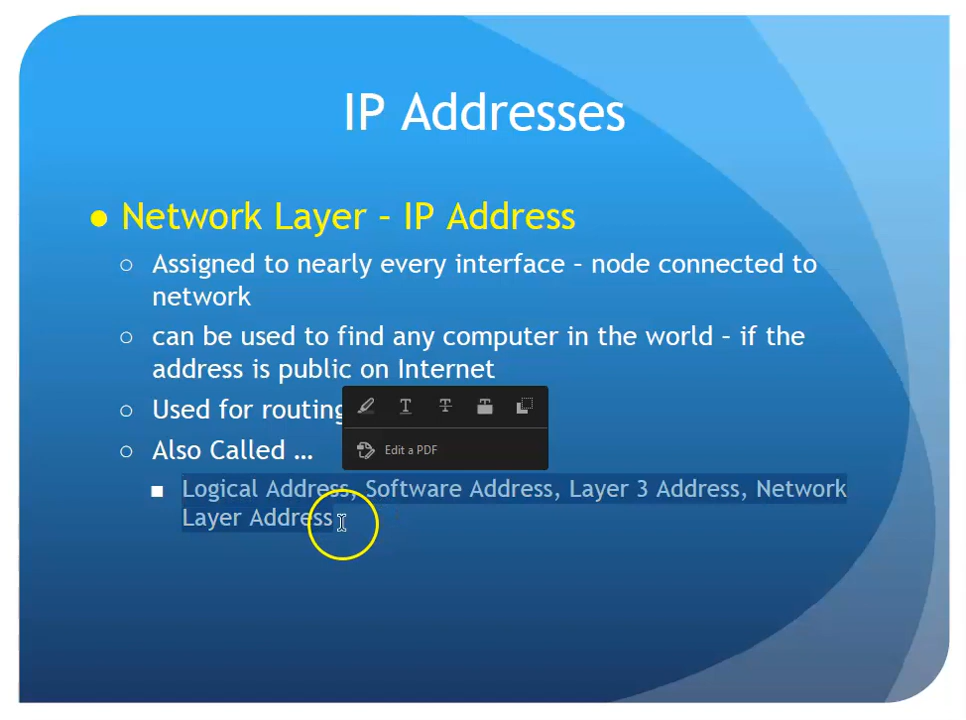 IP Addresses
● Network Layer – IP Address
○ Assigned to nearly every interface – node connected to
network
○ can be used to find any computer in the world – if the
address is public on Internet
○ Used for routing
○ Also Called …
■ Logical Address, Software Address, Layer 3 Address, Network
Layer Address
Edit a PDF